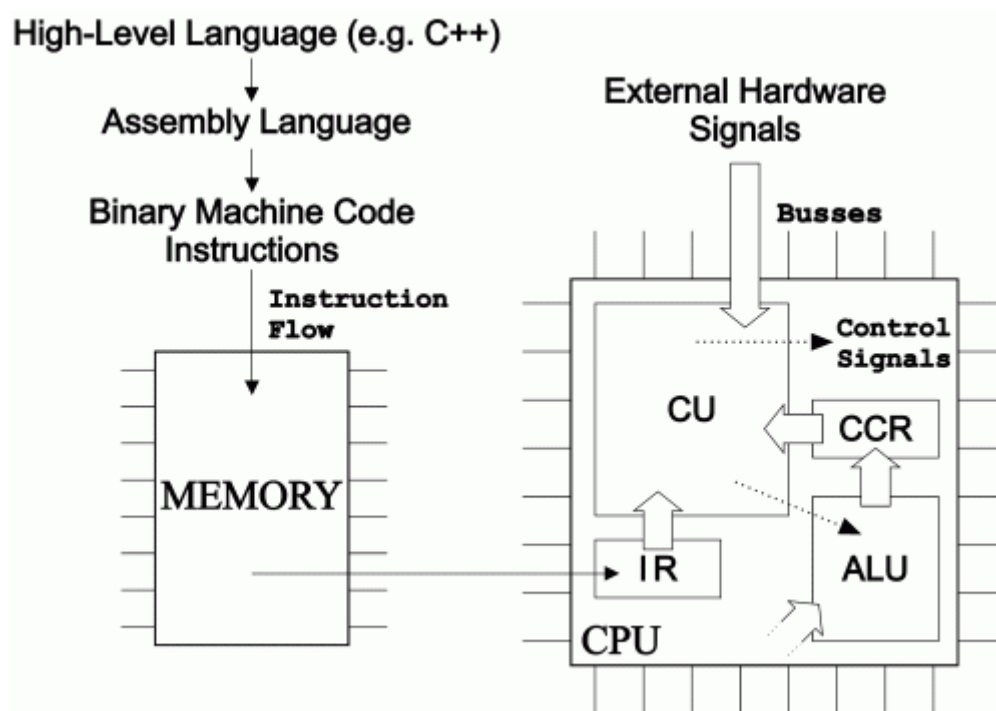 High-Level Language (e.g. C++)
Assembly Language
Binary Machine Code
Instructions
Instruction
Flow
MEMORY
External Hardware
Signals
Busses
Control
Signals
CU
CCR
IR
ALU
CPU